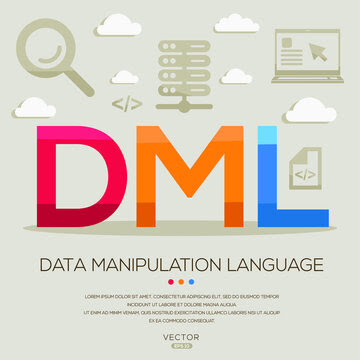 </>
DML
</>
DATA MANIPULATION LANGUAGE
LOREM IPSUM DOLOR SIT AMET, CONSECTETUR ADIPISCING ELIT, SED DO EIUSMOD
TEMPOR INCIDIDUNT UT LABORE ET DOLORE MAGNA ALIQUA.
UT ENIM AD MINIM VENIAM, QUIS NOSTRUD EXERCITATION ULLAMCO LABORIS NISI UT ALIQUIP
EX EA COMMODO CONSEQUAT.
VECTOR
EPS 10